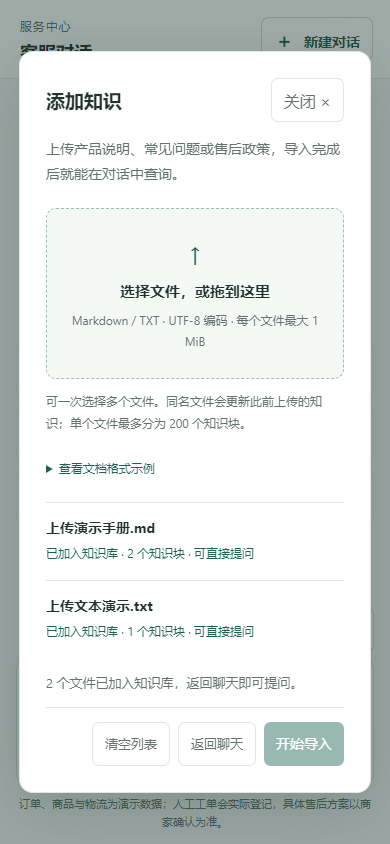 服务中心
客服对话
+ 新建对话
添加知识
关闭 ×
上传产品说明、常见问题或售后政策，导入完成
后就能在对话中查询。
↑
选择文件，或拖到这里
Markdown / TXT · UTF-8 编码 · 每个文件最大 1
MiB
可一次选择多个文件。同名文件会更新此前上传的知
识；单个文件最多分为 200 个知识块。
▶ 查看文档格式示例
上传演示手册.md
已加入知识库 · 2 个知识块 · 可直接提问
上传文本演示.txt
已加入知识库 · 1 个知识块 · 可直接提问
2 个文件已加入知识库，返回聊天即可提问。
清空列表
返回聊天
开始导入
订单、商品与物流为演示数据；人工工单会实际登记，具体售后方案以商
家确认为准。